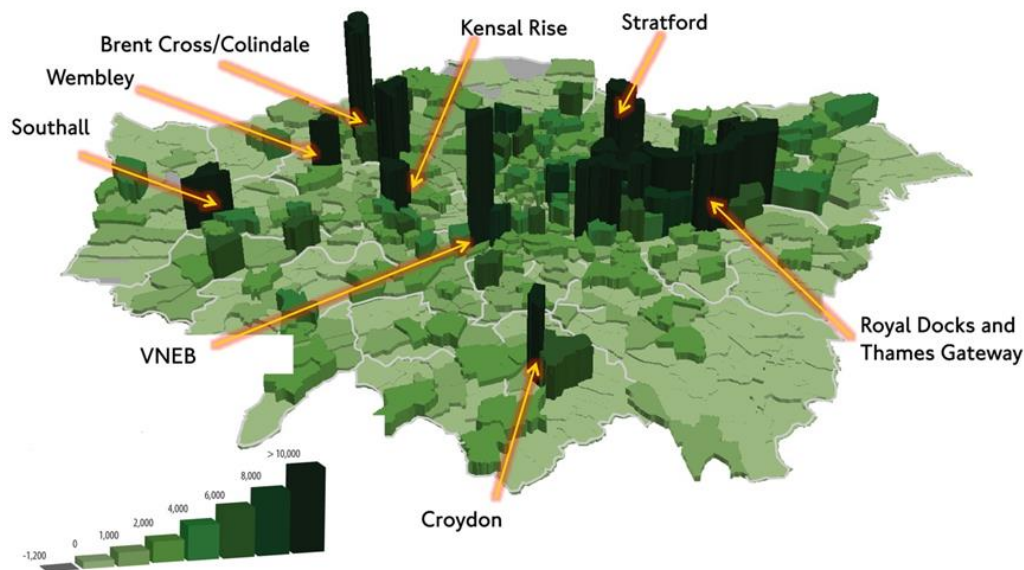 Stratford
Kensal Rise
Brent Cross/Colindale
Wembley
Southall
Royal Docks and
Thames Gateway
VNEB
Croydon
> 10,000
8,000
6,000
4,000
2,000
1,000
0
-1,200